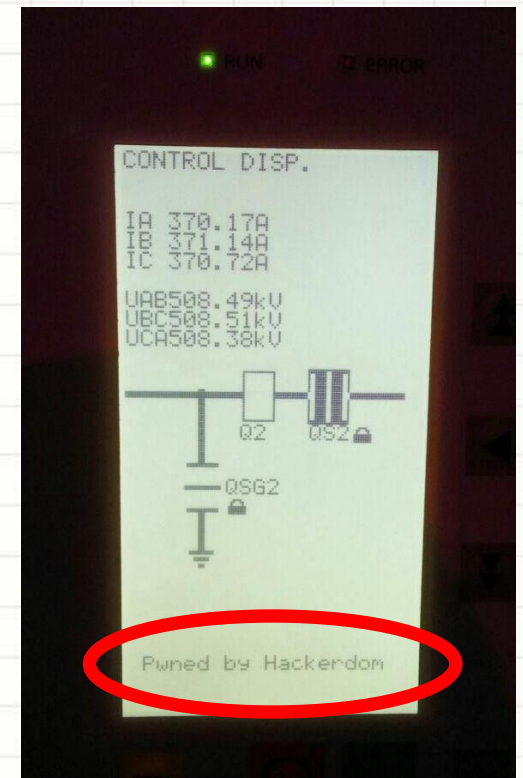 RUN ERROR
CONTROL DISP.
IA 370.17A
IB 371.14A
IC 370.72A
UAB508.49kV
UBC508.51kV
UCA508.38kV
Q2 QS2
QSG2
Pwned by Hackerdom